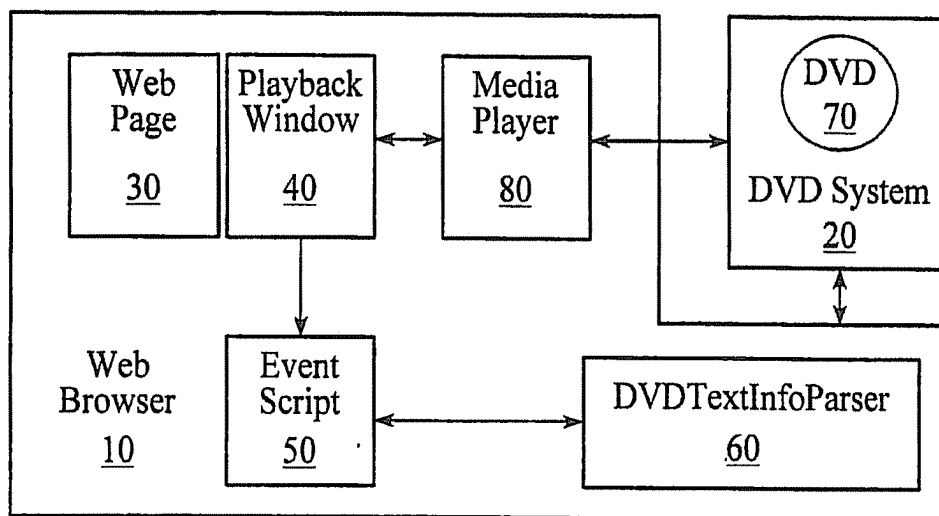 Web
Page
30
Playback
Window
40
Media
Player
80
DVD
70
DVD System
20
Web
Browser
10
Event
Script
50
DVDTextInfoParser
60